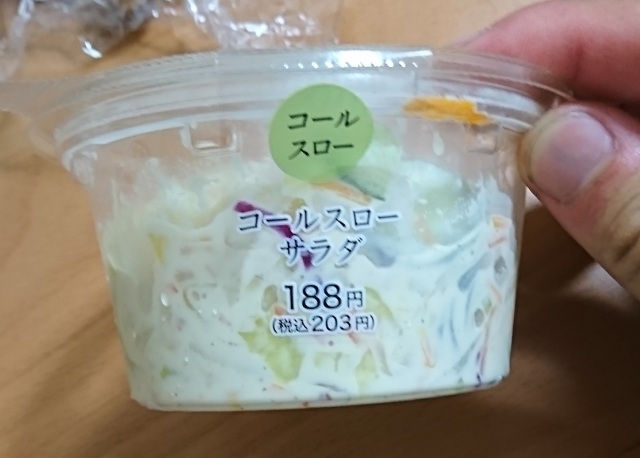 コール
スロー
コールスロー
サラダ
188円
(税込203円)